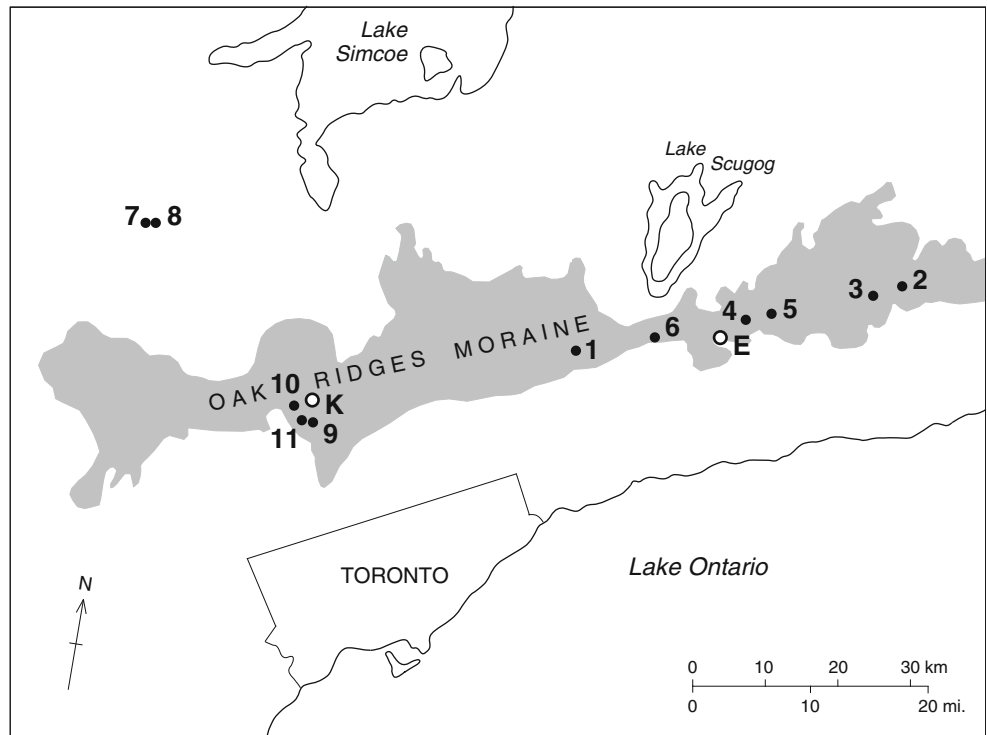 Lake
Simcoe
Lake
Scugog
7 8
2
3
4 5
6
E
1
OAK RIDGES MORAINE
10
K
11 9
TORONTO
Lake Ontario
N
0 10 20 30 km
0 10 20 mi.